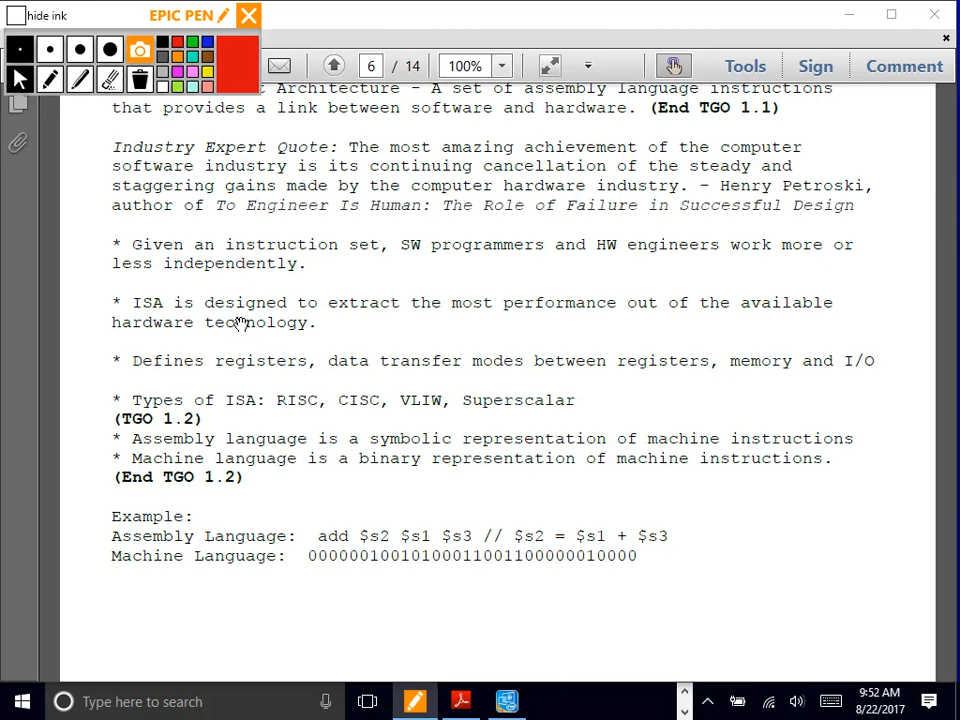 hide ink
EPIC PEN
6 / 14
100%
Tools Sign Comment
Architecture - A set of assembly language instructions
that provides a link between software and hardware. (End TGO 1.1)
Industry Expert Quote: The most amazing achievement of the computer
software industry is its continuing cancellation of the steady and
staggering gains made by the computer hardware industry. - Henry Petroski,
author of To Engineer Is Human: The Role of Failure in Successful Design
* Given an instruction set, SW programmers and HW engineers work more or
less independently.
* ISA is designed to extract the most performance out of the available
hardware technology.
* Defines registers, data transfer modes between registers, memory and I/O
* Types of ISA: RISC, CISC, VLIW, Superscalar
(TGO 1.2)
* Assembly language is a symbolic representation of machine instructions
* Machine language is a binary representation of machine instructions.
(End TGO 1.2)
Example:
Assembly Language: add $s2 $s1 $s3 // $s2 = $s1 + $s3
Machine Language: 00000010010100011001100000010000
Type here to search
9:52 AM
8/22/2017